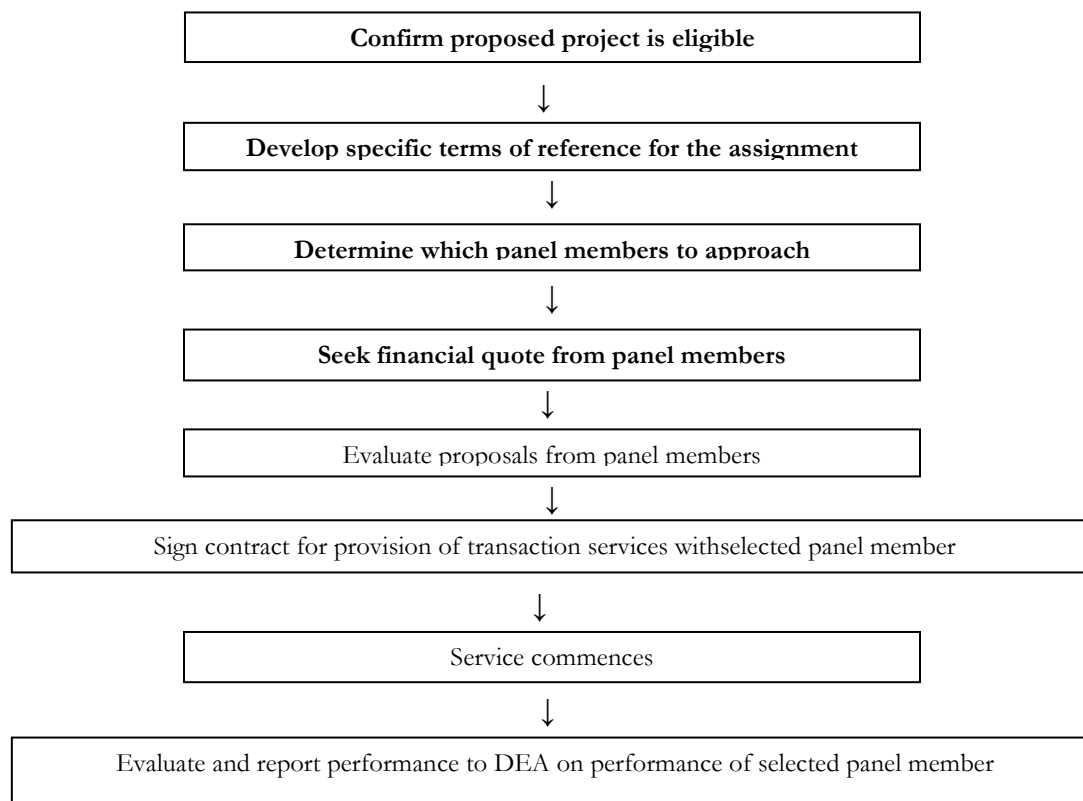 Confirm proposed project is eligible
↓
Develop specific terms of reference for the assignment
↓
Determine which panel members to approach
↓
Seek financial quote from panel members
↓
Evaluate proposals from panel members
↓
Sign contract for provision of transaction services withselected panel member
↓
Service commences
↓
Evaluate and report performance to DEA on performance of selected panel member